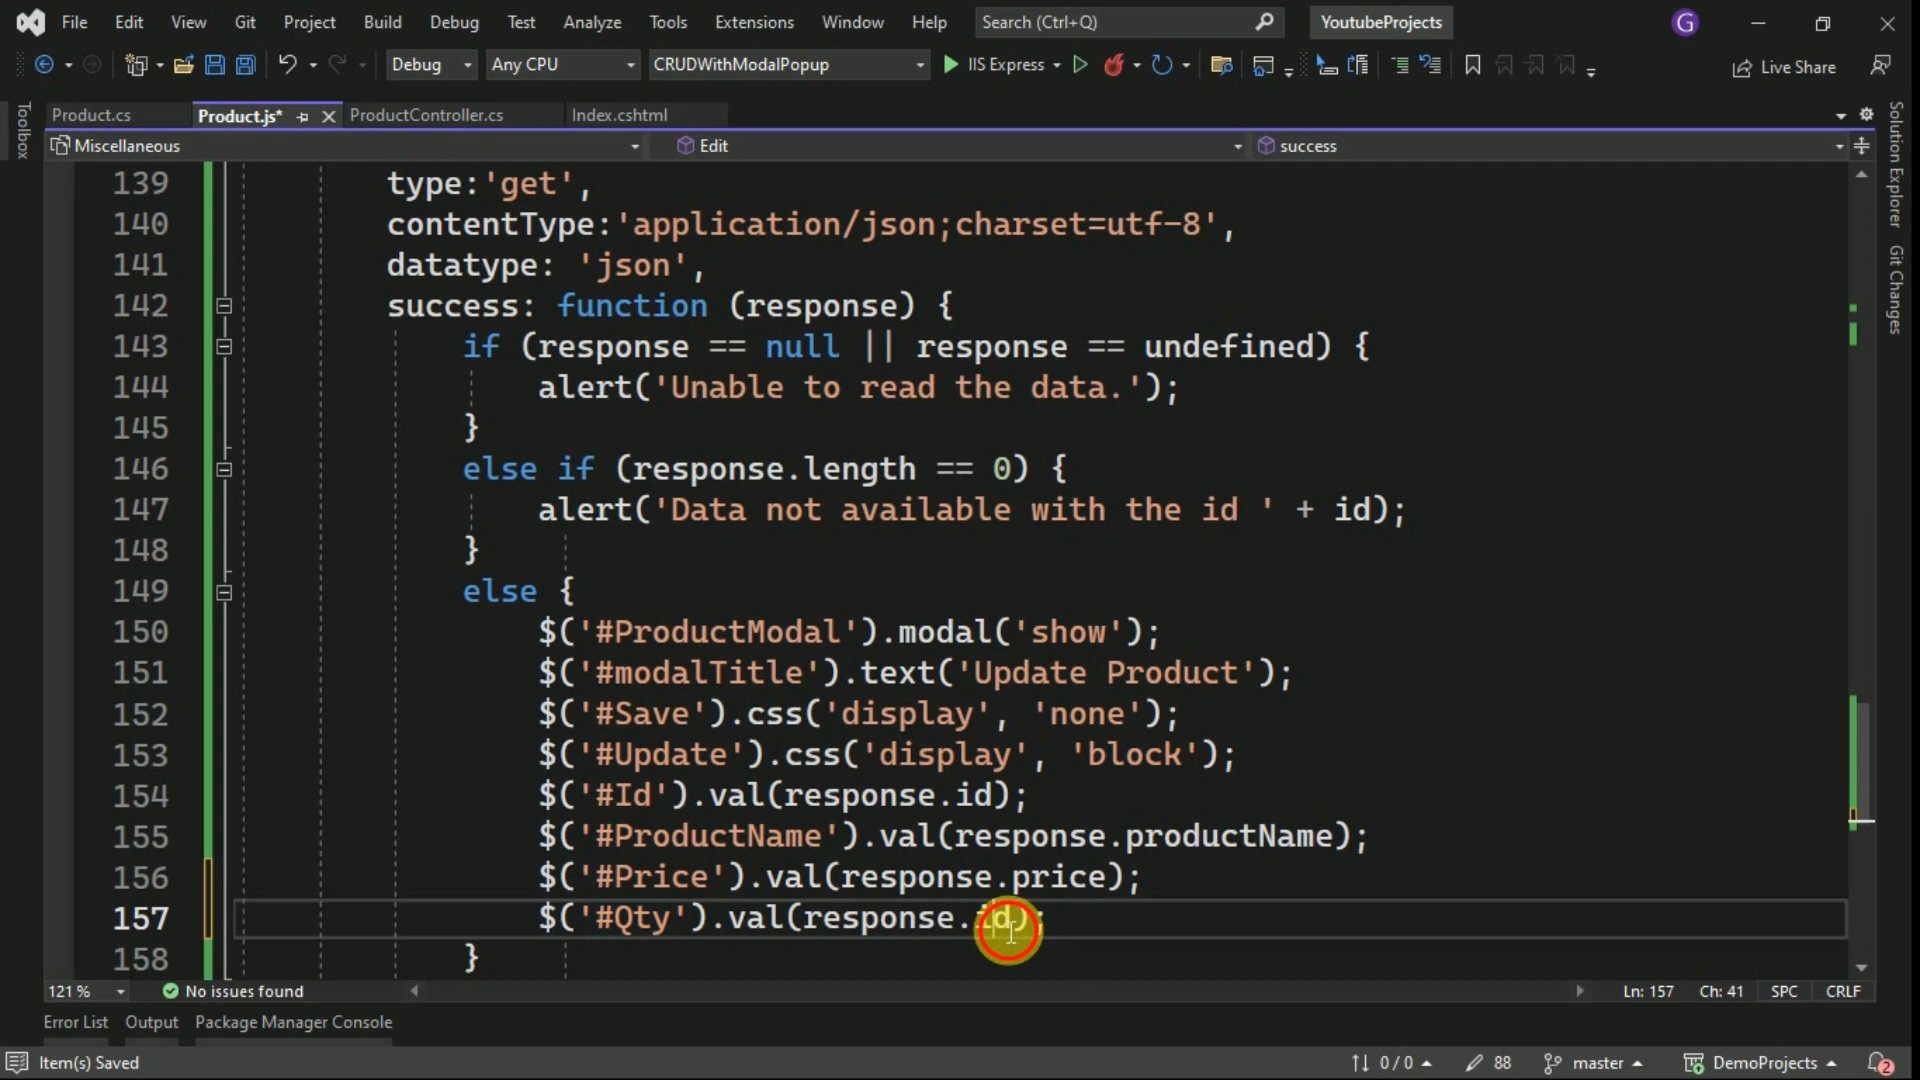 File Edit View Git Project Build Debug Test Analyze Tools Extensions Window Help Search (Ctrl+Q) YoutubeProjects G
Debug Any CPU CRUDWithModalPopup IIS Express Live Share
Toolbox
Product.cs Product.js* ProductController.cs Index.cshtml
Miscellaneous Edit success
139 type:'get',
140 contentType:'application/json;charset=utf-8',
141 datatype: 'json',
142 success: function (response) {
143 if (response == null || response == undefined) {
144 alert('Unable to read the data.');
145 }
146 else if (response.length == 0) {
147 alert('Data not available with the id ' + id);
148 }
149 else {
150 $('#ProductModal').modal('show');
151 $('#modalTitle').text('Update Product');
152 $('#Save').css('display', 'none');
153 $('#Update').css('display', 'block');
154 $('#Id').val(response.id);
155 $('#ProductName').val(response.productName);
156 $('#Price').val(response.price);
157 $('#Qty').val(response.id);
158 }
Solution Explorer
Git Changes
121 % No issues found Ln: 157 Ch: 41 SPC CRLF
Error List Output Package Manager Console
Item(s) Saved 0 / 0 88 master DemoProjects 2